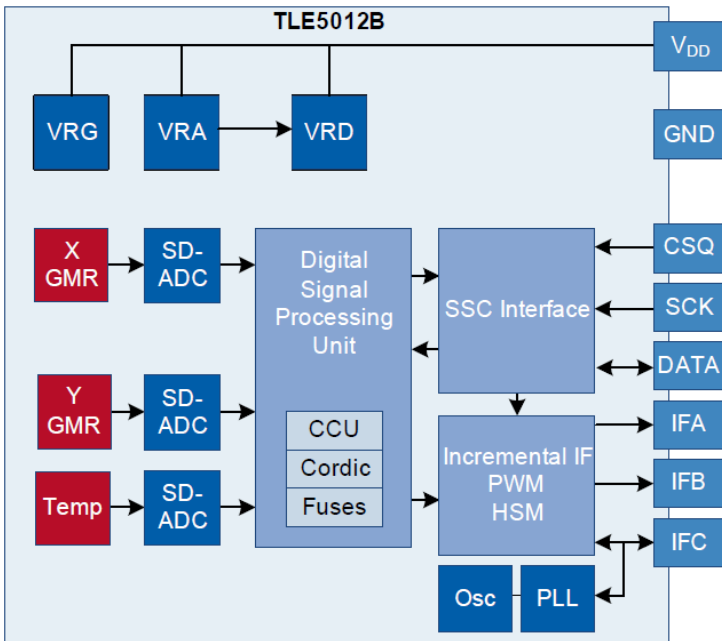 TLE5012B
V_DD
VRG
VRA
VRD
GND
X
GMR
SD-
ADC
Digital
Signal
Processing
Unit
SSC Interface
CSQ
SCK
DATA
Y
GMR
SD-
ADC
CCU
Cordic
Fuses
Temp
SD-
ADC
Incremental IF
PWM
HSM
IFA
IFB
IFC
Osc
PLL